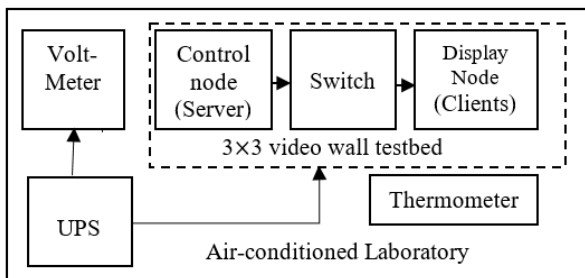 Volt-
Meter
Control
node
(Server)
Switch
Display
Node
(Clients)
3×3 video wall testbed
UPS
Thermometer
Air-conditioned Laboratory